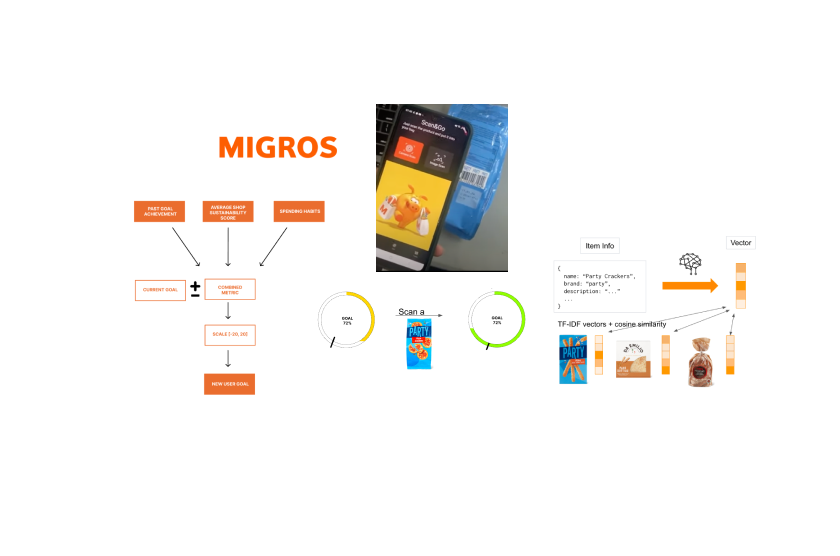 MIGROS
PAST GOAL
ACHIEVEMENT
AVERAGE SHOP
SUSTAINABILITY
SCORE
SPENDING HABITS
CURRENT GOAL
COMBINED
METRIC
SCALE [-20, 20]
NEW USER GOAL
Scan&Go
GOAL
72%
Scan a
PARTY
GOAL
72%
Item Info
Vector
{
name: "Party Crackers",
brand: "party",
description: "..."
...
}
TF-IDF vectors + cosine similarity
PARTY